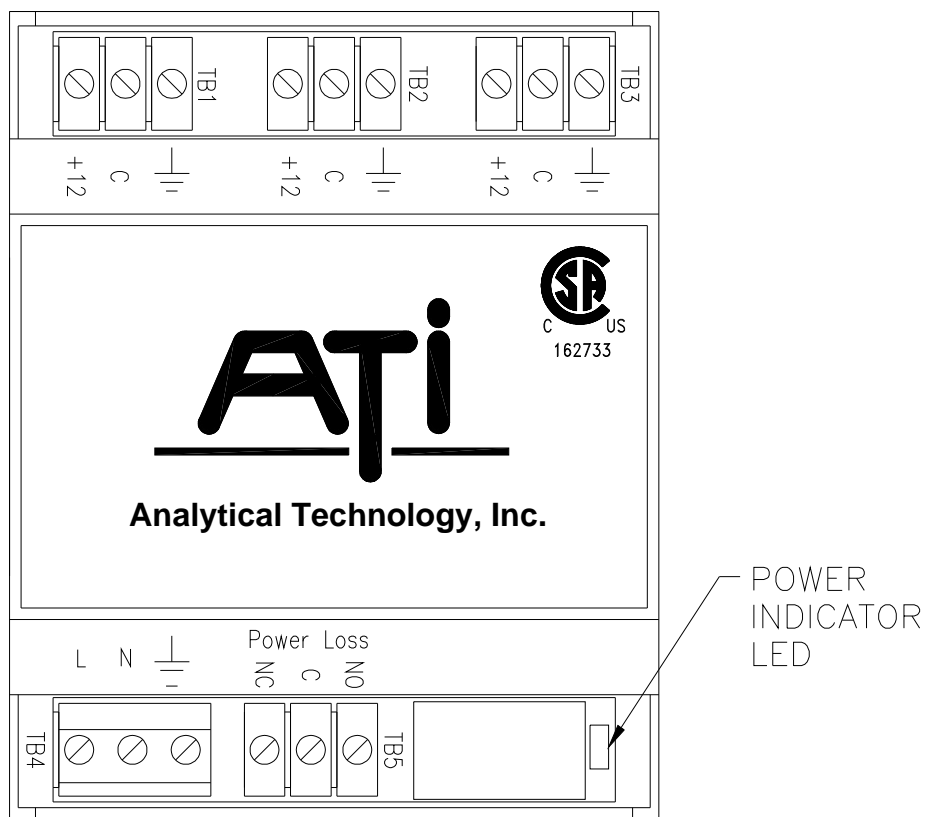 TB1 TB2 TB3
+12 C +12 C +12 C
CSA
C US
162733
ATi
Analytical Technology, Inc.
POWER
INDICATOR
LED
L N
Power Loss
NC C NO
TB4 TB5